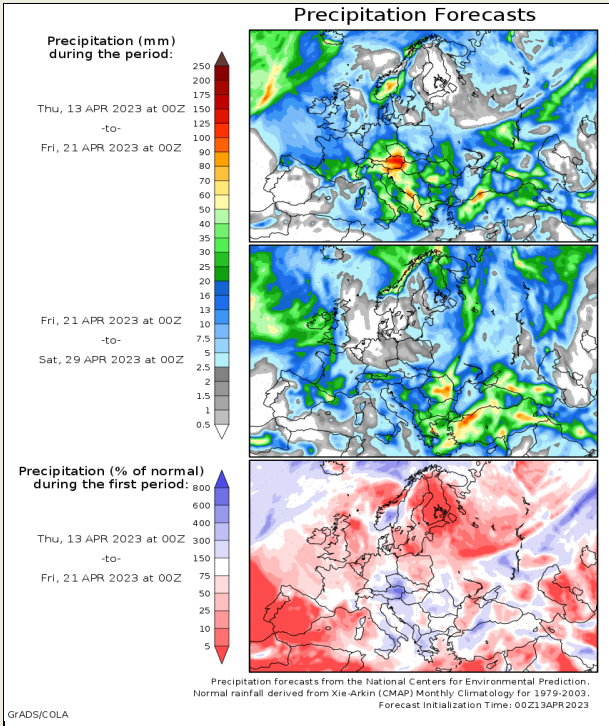 Precipitation Forecasts
Precipitation (mm)
during the period:
Thu, 13 APR 2023 at 00Z
-to-
Fri, 21 APR 2023 at 00Z
250
200
175
150
125
100
90
80
70
60
50
40
35
30
25
20
16
13
10
7.5
5
2.5
2
1.5
1
0.5
Fri, 21 APR 2023 at 00Z
-to-
Sat, 29 APR 2023 at 00Z
Precipitation (% of normal)
during the first period:
Thu, 13 APR 2023 at 00Z
-to-
Fri, 21 APR 2023 at 00Z
800
600
400
300
150
75
50
25
10
5
Precipitation forecasts from the National Centers for Environmental Prediction.
Normal rainfall derived from Xie-Arkin (CMAP) Monthly Climatology for 1979-2003.
Forecast Initialization Time: 00Z13APR2023
GrADS/COLA